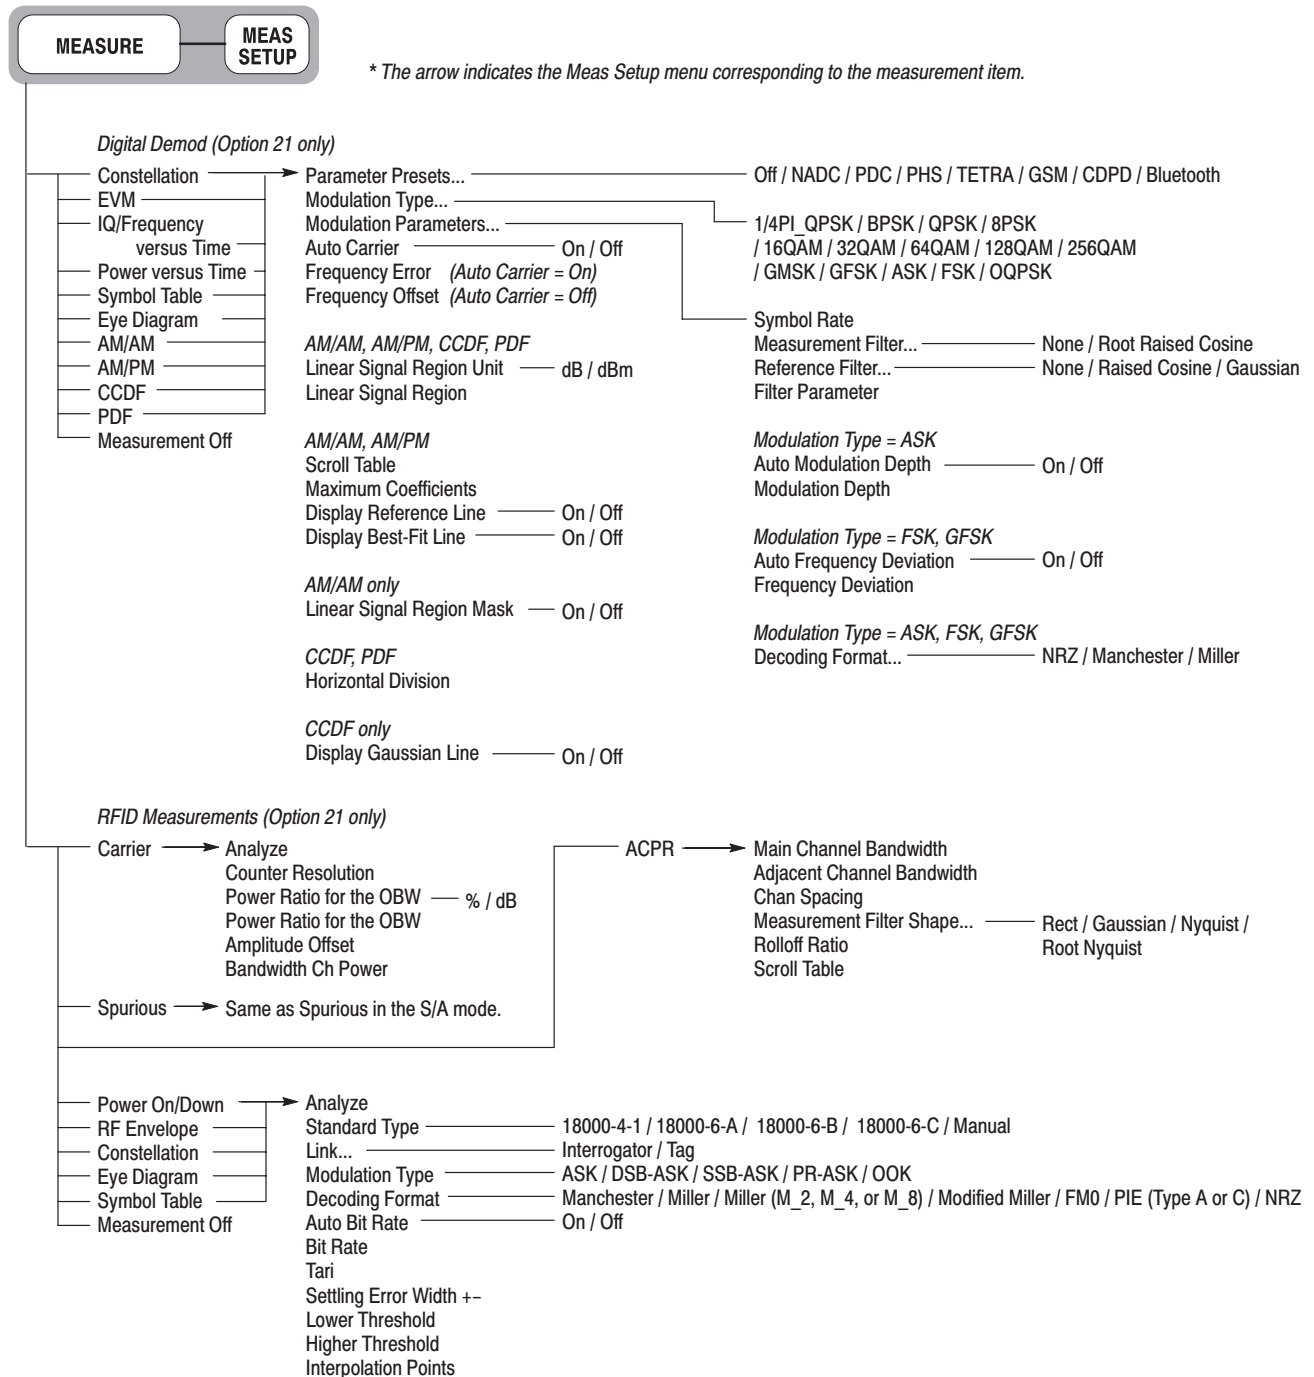 MEASURE
MEAS
SETUP
* The arrow indicates the Meas Setup menu corresponding to the measurement item.
Digital Demod (Option 21 only)
Constellation
EVM
IQ/Frequency
versus Time
Power versus Time
Symbol Table
Eye Diagram
AM/AM
AM/PM
CCDF
PDF
Measurement Off
Parameter Presets...
Modulation Type...
Modulation Parameters...
Auto Carrier On / Off
Frequency Error (Auto Carrier = On)
Frequency Offset (Auto Carrier = Off)
AM/AM, AM/PM, CCDF, PDF
Linear Signal Region Unit dB / dBm
Linear Signal Region
AM/AM, AM/PM
Scroll Table
Maximum Coefficients
Display Reference Line On / Off
Display Best-Fit Line On / Off
AM/AM only
Linear Signal Region Mask On / Off
CCDF, PDF
Horizontal Division
CCDF only
Display Gaussian Line On / Off
Off / NADC / PDC / PHS / TETRA / GSM / CDPD / Bluetooth
1/4PI_QPSK / BPSK / QPSK / 8PSK
/ 16QAM / 32QAM / 64QAM / 128QAM / 256QAM
/ GMSK / GFSK / ASK / FSK / OQPSK
Symbol Rate
Measurement Filter... None / Root Raised Cosine
Reference Filter... None / Raised Cosine / Gaussian
Filter Parameter
Modulation Type = ASK
Auto Modulation Depth On / Off
Modulation Depth
Modulation Type = FSK, GFSK
Auto Frequency Deviation On / Off
Frequency Deviation
Modulation Type = ASK, FSK, GFSK
Decoding Format... NRZ / Manchester / Miller
RFID Measurements (Option 21 only)
Carrier
Analyze
Counter Resolution
Power Ratio for the OBW % / dB
Power Ratio for the OBW
Amplitude Offset
Bandwidth Ch Power
Spurious Same as Spurious in the S/A mode.
ACPR
Main Channel Bandwidth
Adjacent Channel Bandwidth
Chan Spacing
Measurement Filter Shape... Rect / Gaussian / Nyquist /
Root Nyquist
Rolloff Ratio
Scroll Table
Power On/Down
RF Envelope
Constellation
Eye Diagram
Symbol Table
Measurement Off
Analyze
Standard Type 18000-4-1 / 18000-6-A / 18000-6-B / 18000-6-C / Manual
Link... Interrogator / Tag
Modulation Type ASK / DSB-ASK / SSB-ASK / PR-ASK / OOK
Decoding Format Manchester / Miller / Miller (M_2, M_4, or M_8) / Modified Miller / FM0 / PIE (Type A or C) / NRZ
Auto Bit Rate On / Off
Bit Rate
Tari
Settling Error Width +−
Lower Threshold
Higher Threshold
Interpolation Points